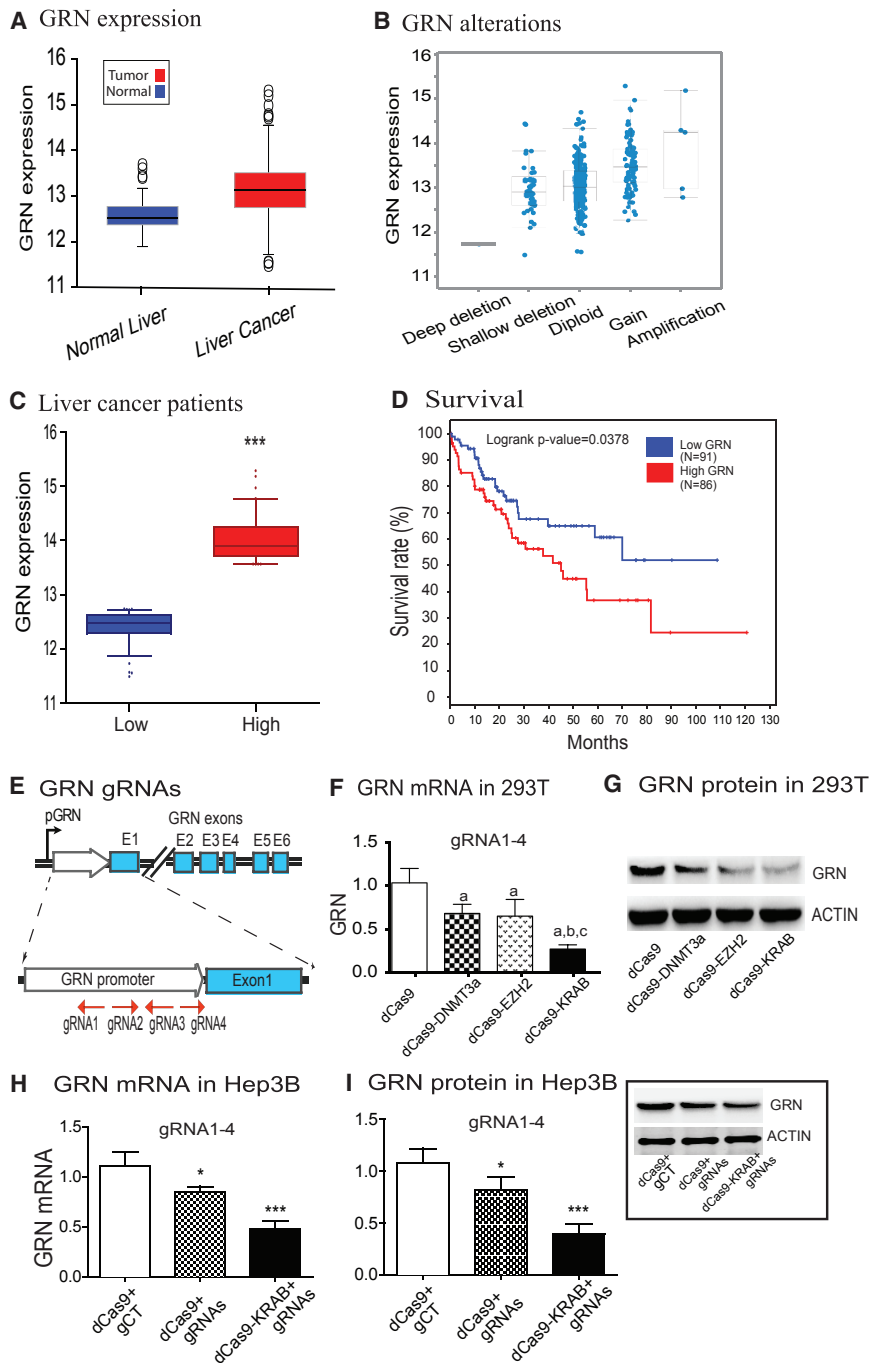 A GRN expression
16
15
14
13
12
11
GRN expression
Tumor
Normal
Normal Liver
Liver Cancer
B GRN alterations
16
15
14
13
12
11
GRN expression
Deep deletion
Shallow deletion
Diploid
Gain
Amplification
C Liver cancer patients
16
15
14
13
12
11
GRN expression
***
Low
High
D Survival
100
90
80
70
60
50
40
30
20
10
0
Survival rate (%)
Logrank p-value=0.0378
Low GRN
(N=91)
High GRN
(N=86)
0 10 20 30 40 50 60 70 80 90 100 110 120 130
Months
E GRN gRNAs
pGRN
GRN exons
E1 E2 E3 E4 E5 E6
GRN promoter
Exon1
gRNA1 gRNA2 gRNA3 gRNA4
F GRN mRNA in 293T
gRNA1-4
1.5
1.0
0.5
0.0
GRN
a
a
a,b,c
dCas9
dCas9-DNMT3a
dCas9-EZH2
dCas9-KRAB
G GRN protein in 293T
GRN
ACTIN
dCas9
dCas9-DNMT3a
dCas9-EZH2
dCas9-KRAB
H GRN mRNA in Hep3B
gRNA1-4
1.5
1.0
0.5
0.0
GRN mRNA
*
***
dCas9+
gCT
dCas9+
gRNAs
dCas9-KRAB+
gRNAs
I GRN protein in Hep3B
gRNA1-4
1.5
1.0
0.5
0.0
*
***
dCas9+
gCT
dCas9+
gRNAs
dCas9-KRAB+
gRNAs
GRN
ACTIN
dCas9+
gCT
dCas9+
gRNAs
dCas9-KRAB+
gRNAs